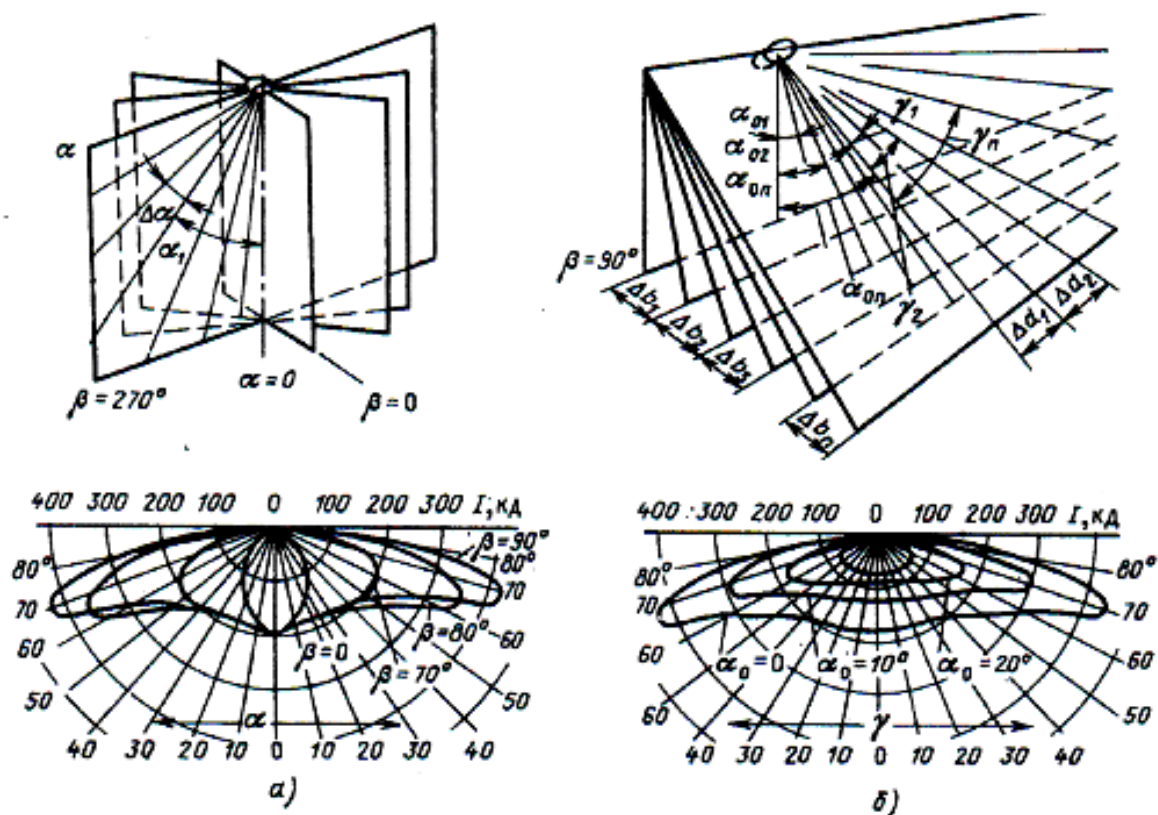 α
Δα
α₁
β=270°
α=0
β=0
α₀₁
α₀₂
α₀ₙ
γ₁
γₙ
β=90°
Δb₁
Δb₂
Δb₃
Δbₙ
α₀ₙ
γ₂
Δd₁
Δd₂
400 300 200 100 0 100 200 300 I, кд
β=90°
80° 80°
70 70
β=80°
60 60
β=0
β=70°
50 50
α
40 30 20 10 0 10 20 30 40
а)
400 300 200 100 0 100 200 300 I, кд
80° 80°
70 70
60 α₀=0 α₀=10° α₀=20° 60
60 50
γ
40 30 20 10 0 10 20 30 40
б)